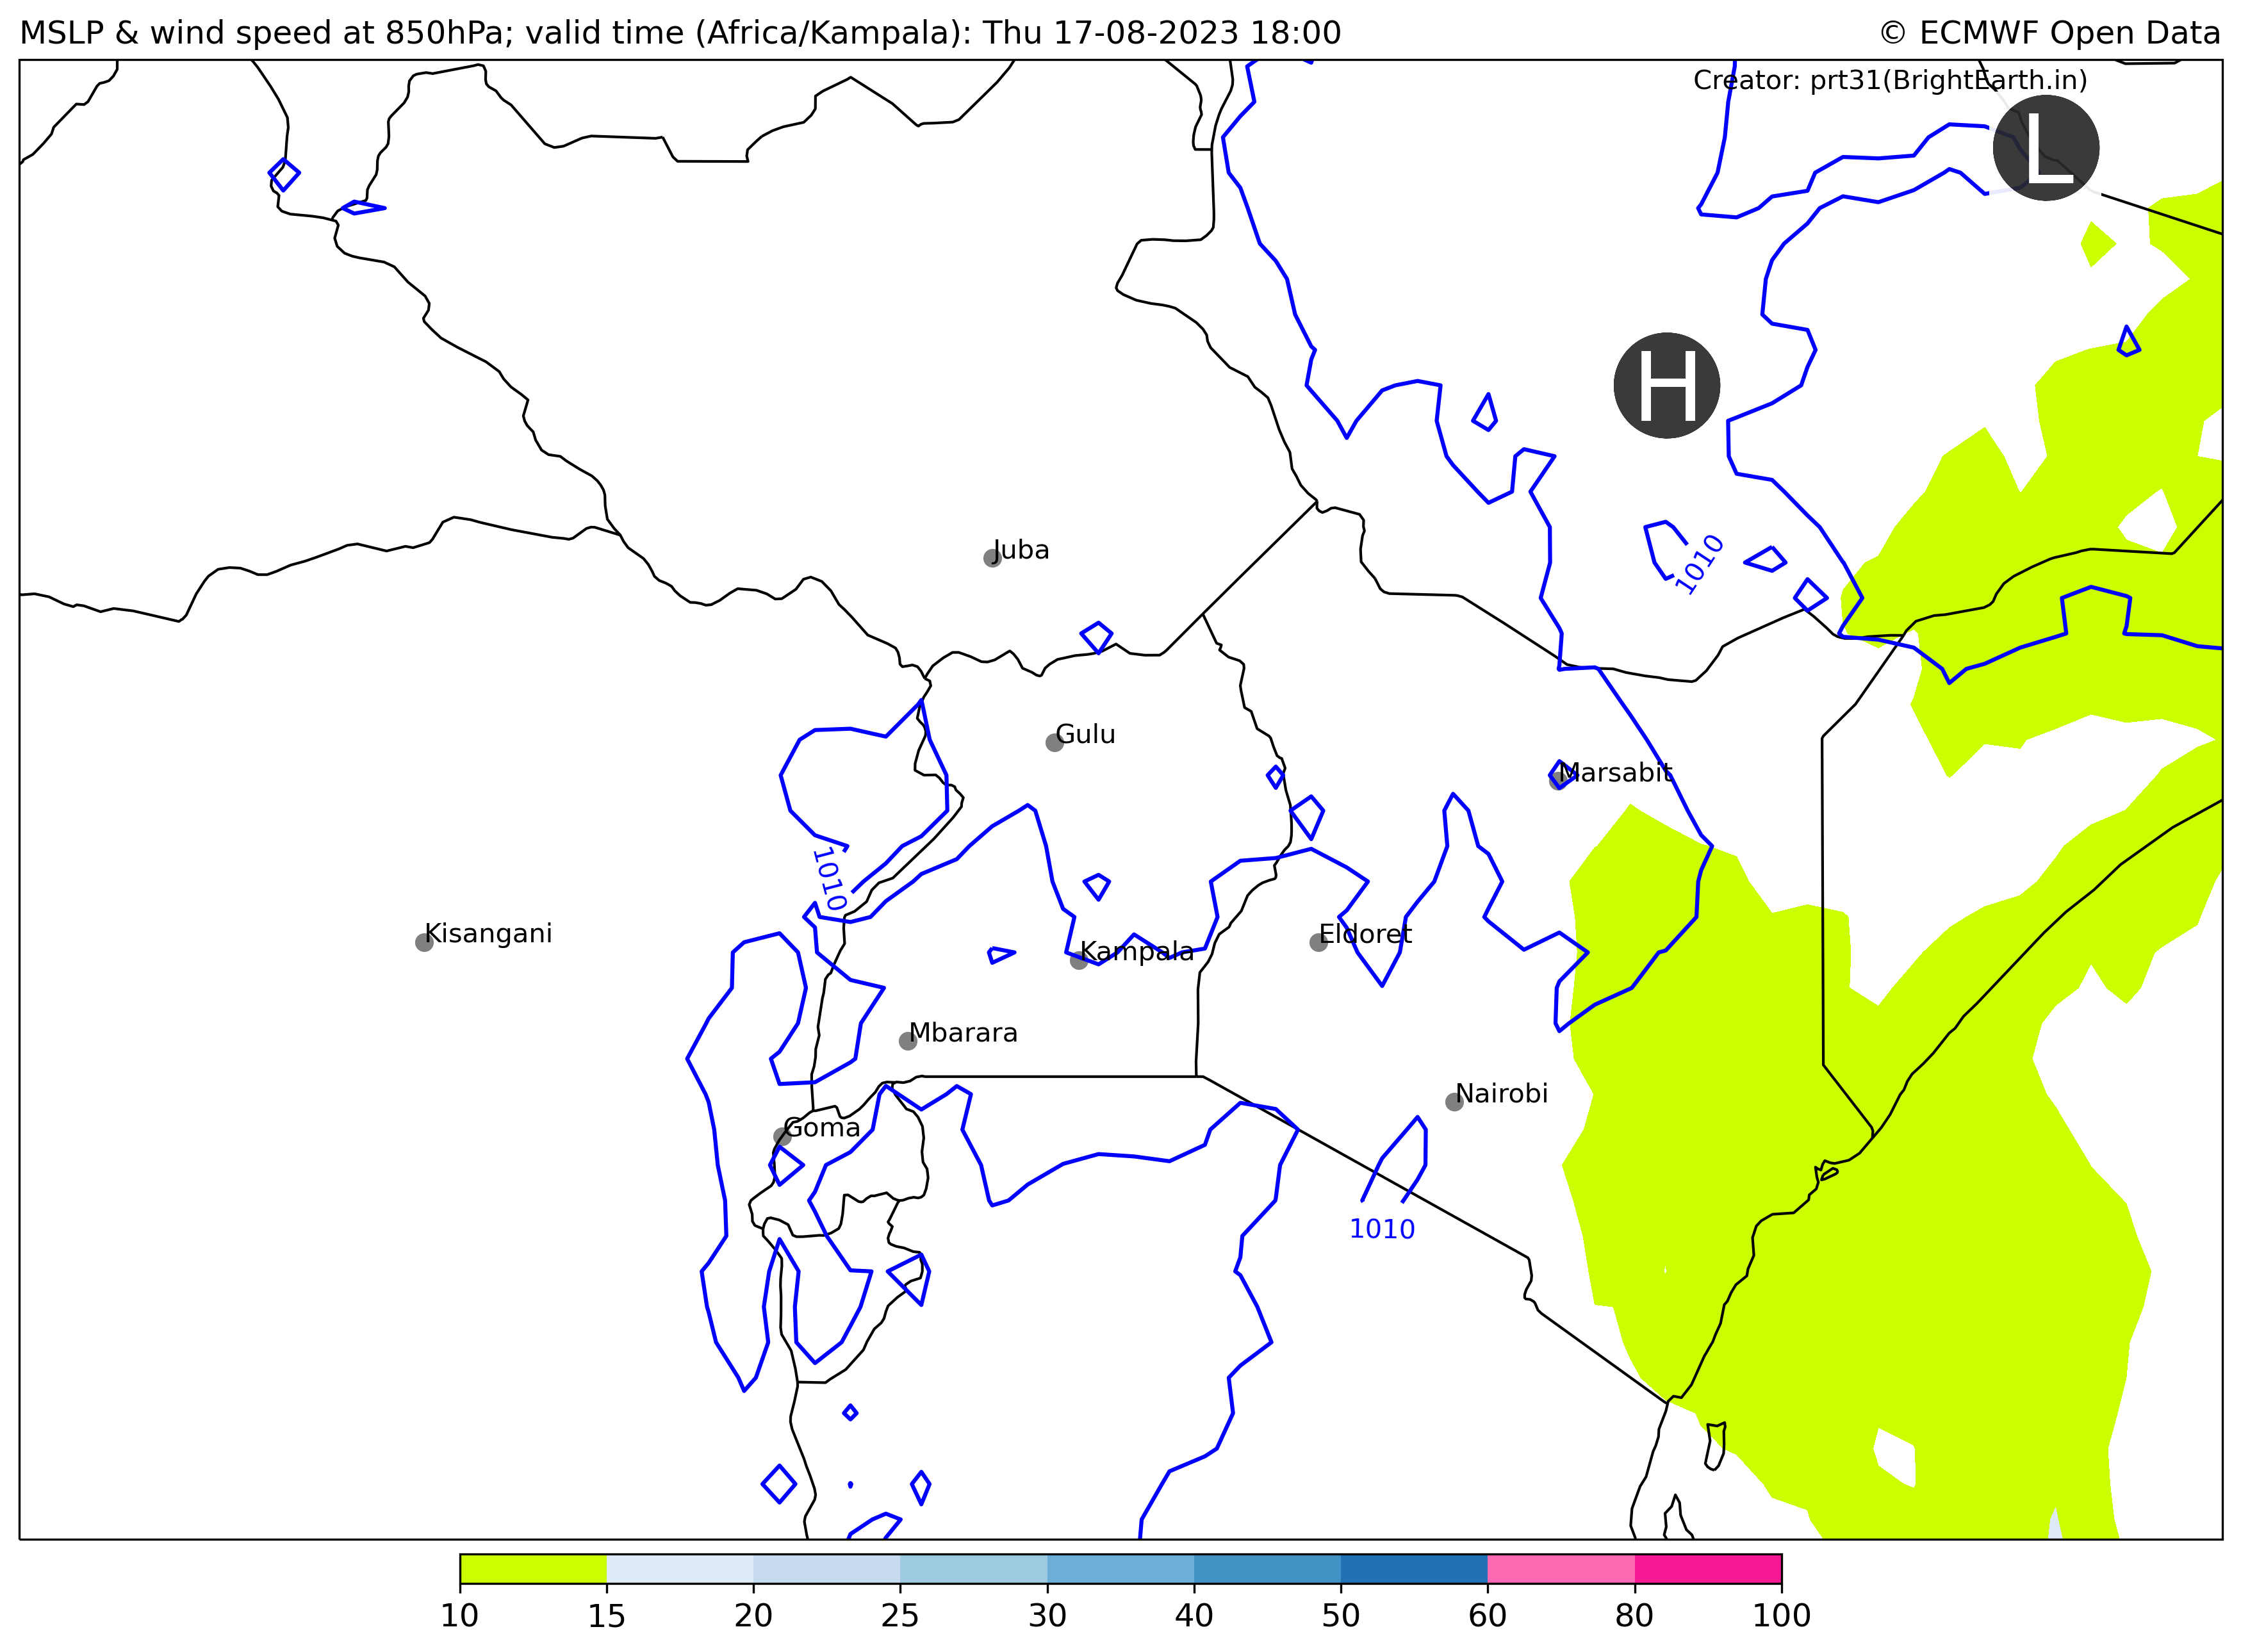 MSLP & wind speed at 850hPa; valid time (Africa/Kampala): Thu 17-08-2023 18:00
© ECMWF Open Data
Creator: prt31(BrightEarth.in)
L
H
Juba
1010
Gulu
Marsabit
1010
Kisangani
Kampala
Eldoret
Mbarara
Nairobi
Goma
1010
10 15 20 25 30 40 50 60 80 100